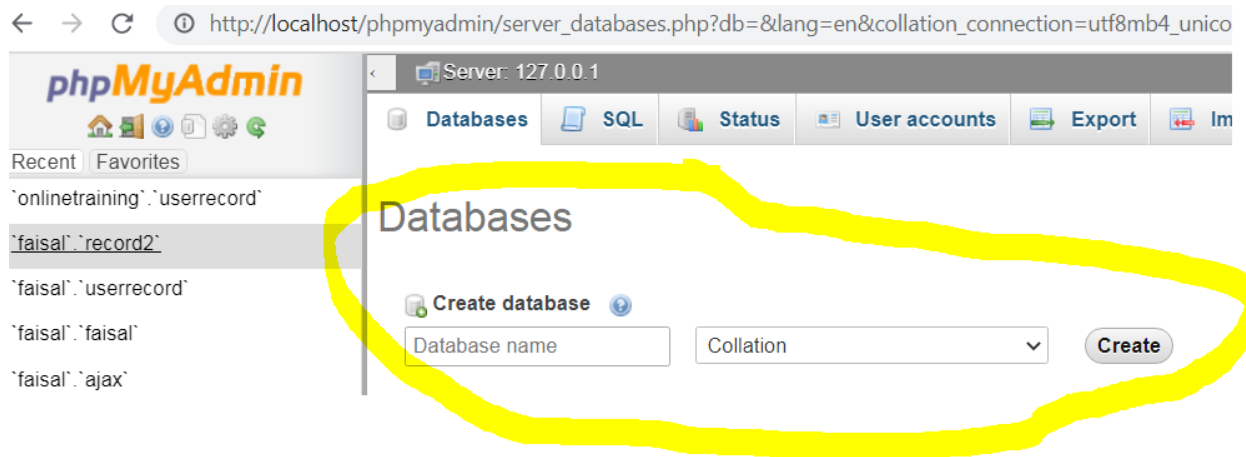 http://localhost/phpmyadmin/server_databases.php?db=&lang=en&collation_connection=utf8mb4_unico
phpMyAdmin
Recent Favorites
`onlinetraining`.`userrecord`
`faisal`.`record2`
`faisal`.`userrecord`
`faisal`.`faisal`
`faisal`.`ajax`
Server: 127.0.0.1
Databases SQL Status User accounts Export Im
Databases
Create database
Database name Collation Create